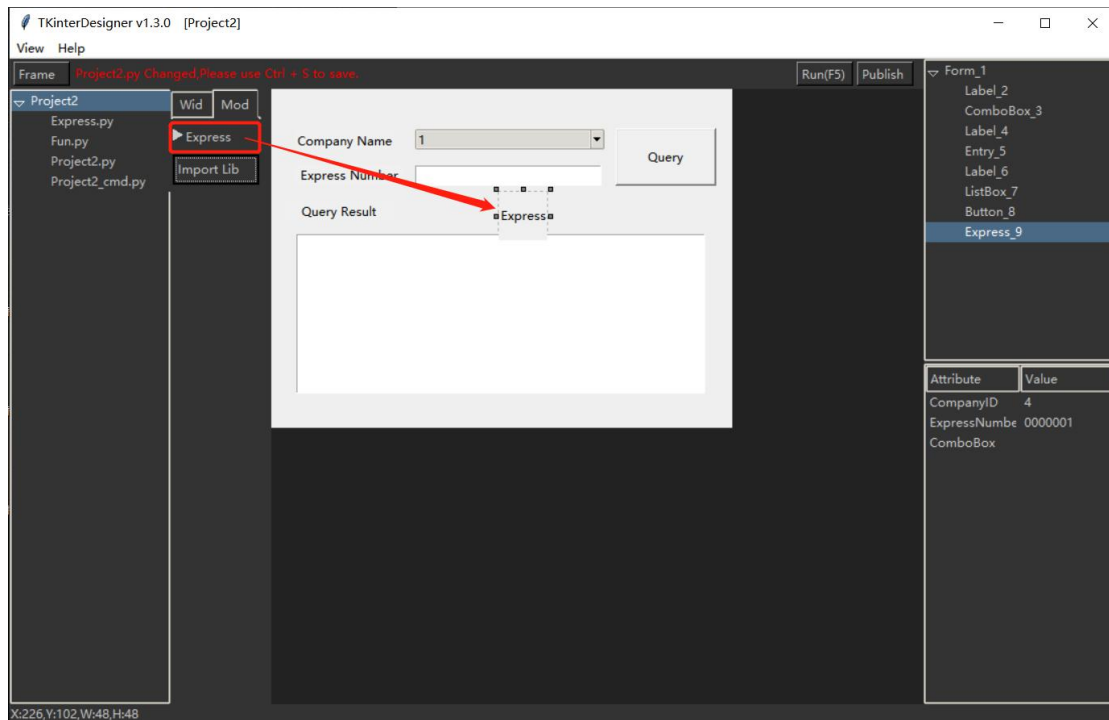 TKinterDesigner v1.3.0 [Project2]
View Help
Frame Project2.py Changed,Please use Ctrl + S to save. Run(F5) Publish
Project2
Express.py
Fun.py
Project2.py
Project2_cmd.py
Wid Mod
Express
Import Lib
Company Name 1
Query
Express Number
Query Result
Express
Form_1
Label_2
ComboBox_3
Label_4
Entry_5
Label_6
ListBox_7
Button_8
Express_9
Attribute Value
CompanyID 4
ExpressNumbe 0000001
ComboBox
X:226,Y:102,W:48,H:48